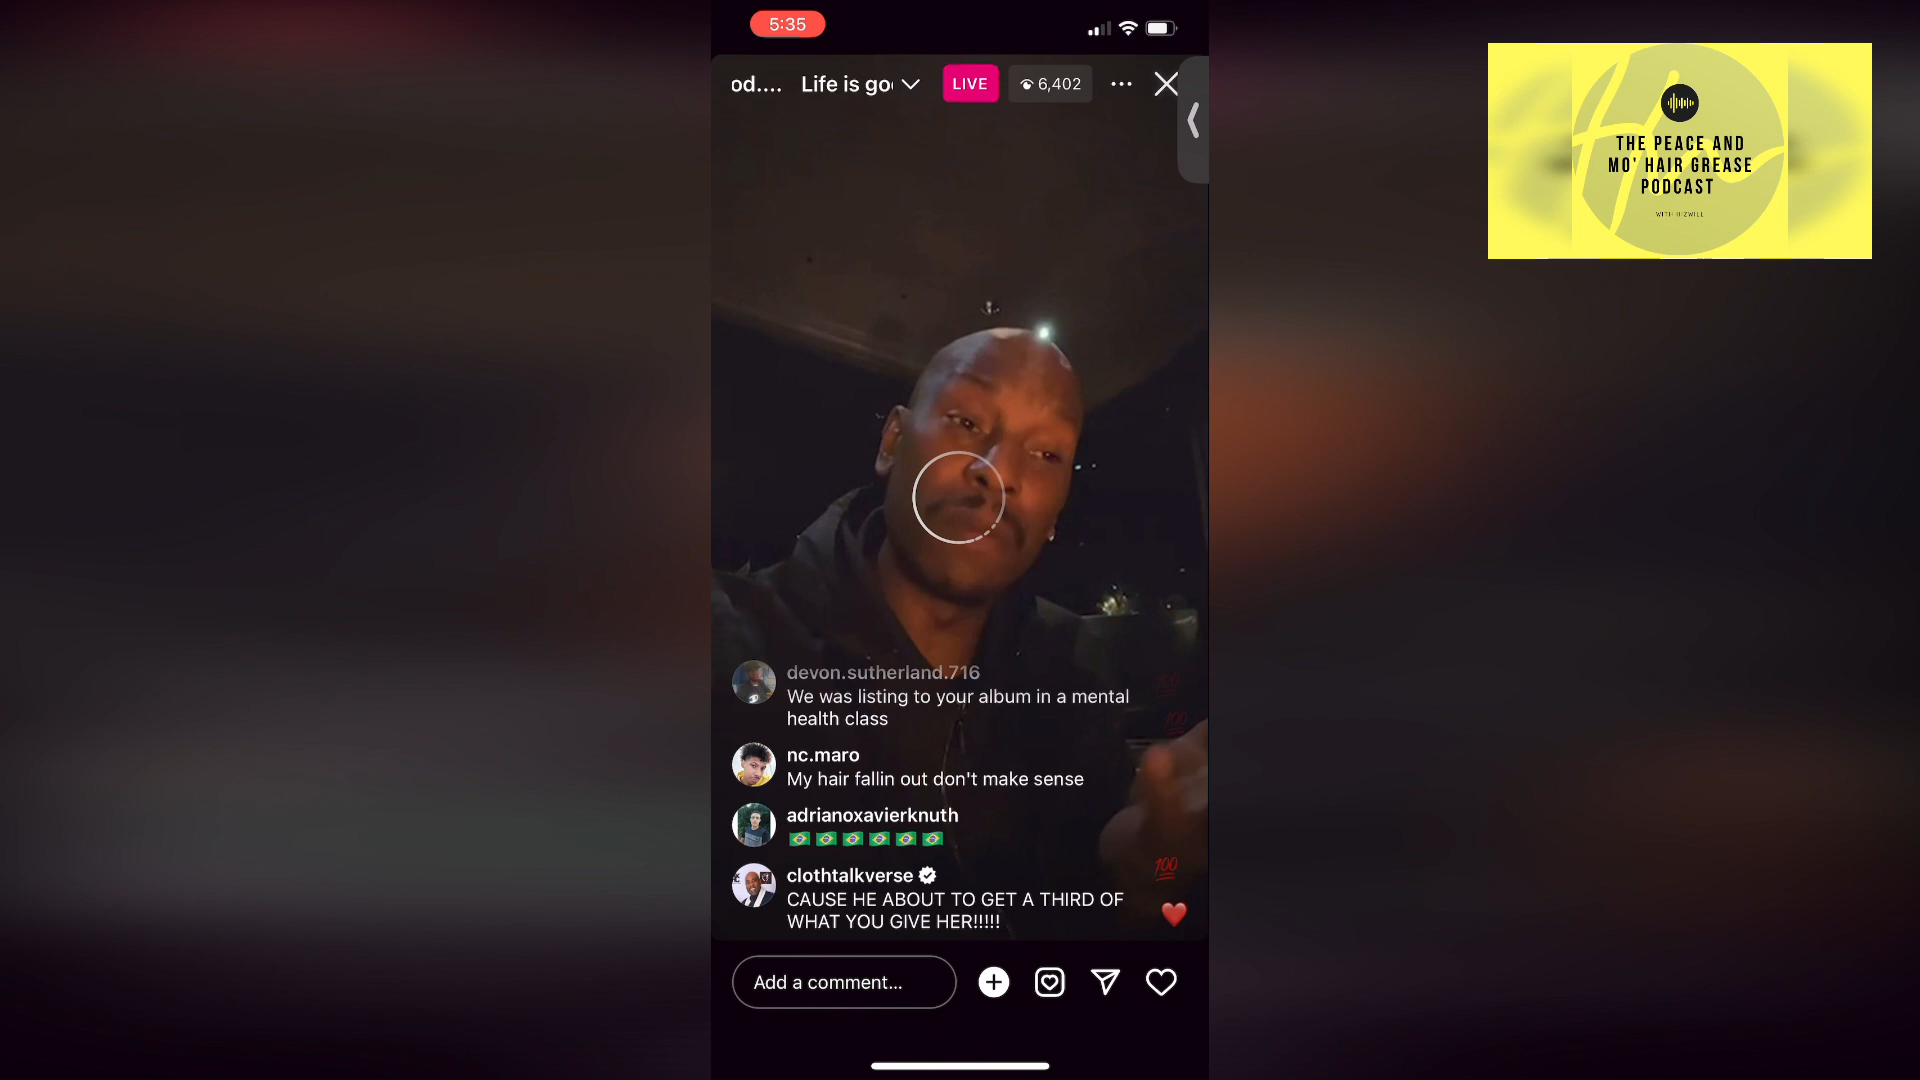 5:35
od.... Life is go
LIVE
6,402
THE PEACE AND
MO' HAIR GREASE
PODCAST
WITH HIZWILL
devon.sutherland.716
We was listing to your album in a mental
health class
nc.maro
My hair fallin out don't make sense
adrianoxavierknuth
🇧🇷🇧🇷🇧🇷🇧🇷🇧🇷🇧🇷
clothtalkverse
CAUSE HE ABOUT TO GET A THIRD OF
WHAT YOU GIVE HER!!!!!
Add a comment...